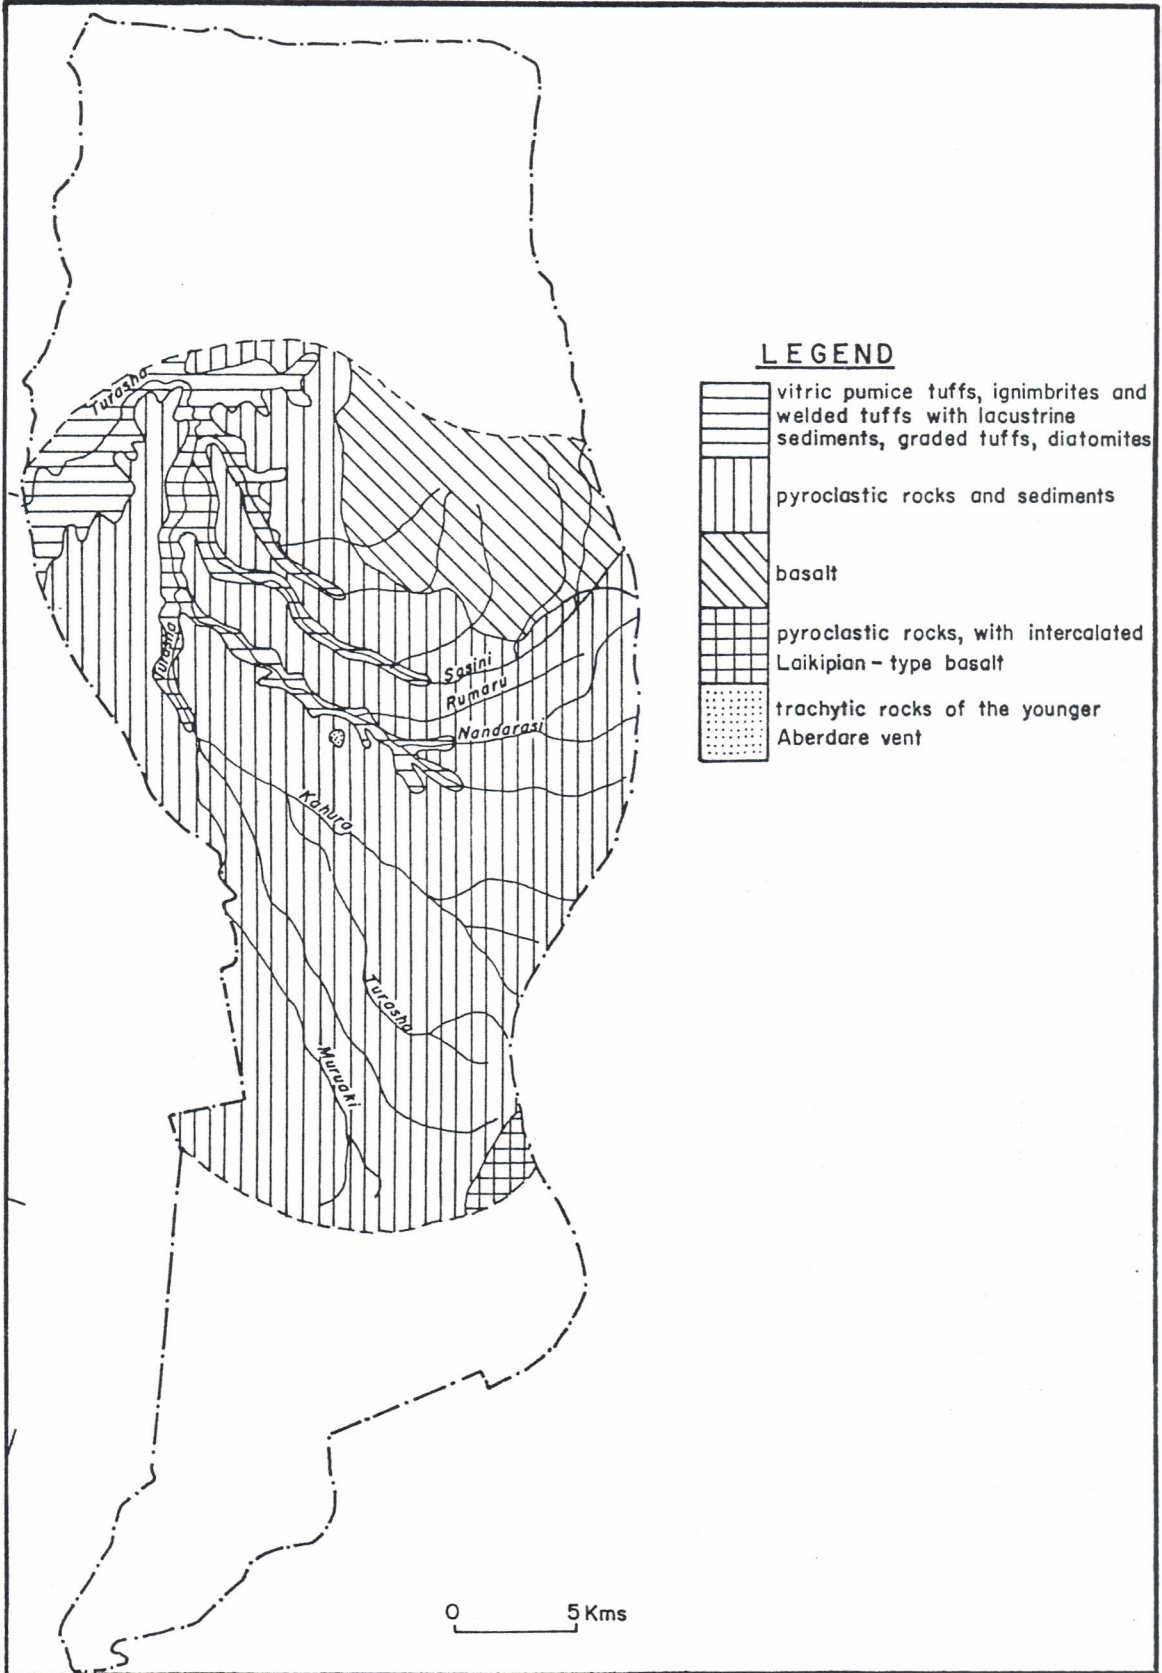 LEGEND
vitric pumice tuffs, ignimbrites and
welded tuffs with lacustrine
sediments, graded tuffs, diatomites
pyroclastic rocks and sediments
basalt
pyroclastic rocks, with intercalated
Laikipian-type basalt
trachytic rocks of the younger
Aberdare vent
Turasha
Turasha
Sasini
Rumaru
Nandarasi
Kahuru
Turasha
Muruaki
0 5 Kms